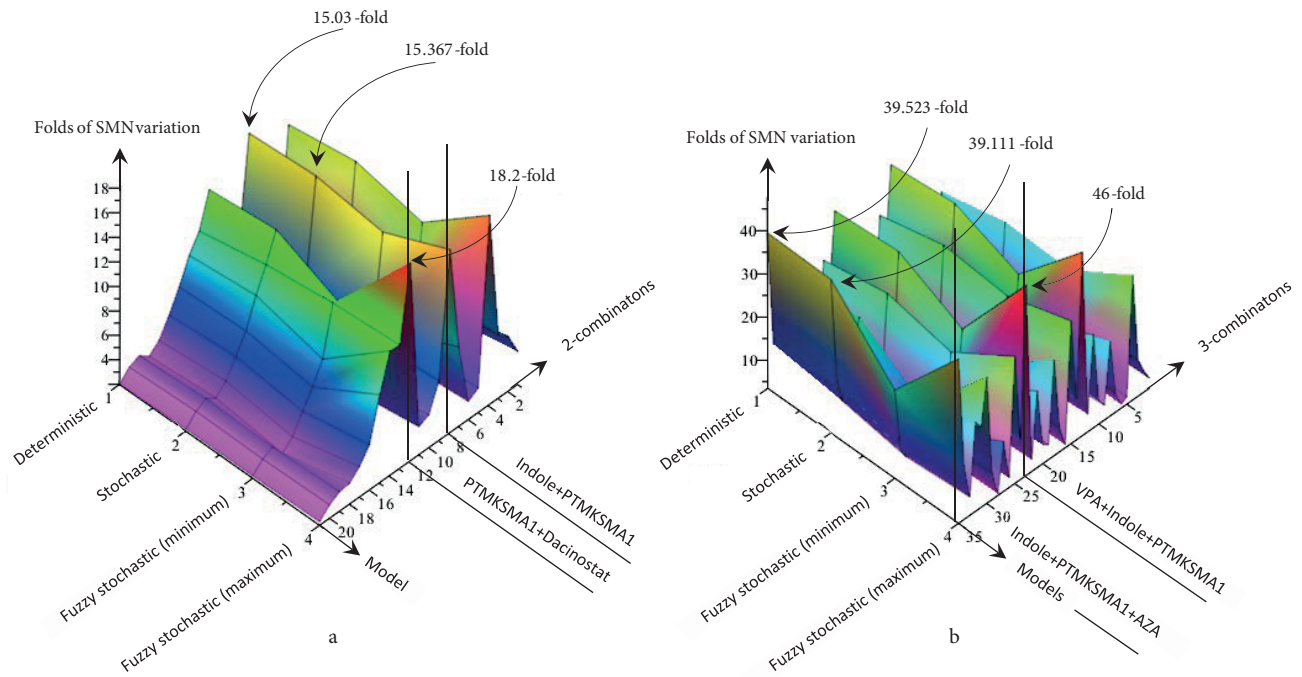 15.03-fold
15.367-fold
Folds of SMN variation
18.2-fold
18
16
14
12
10
8
6
4
1
2
3
4
Deterministic
Stochastic
Fuzzy stochastic (minimum)
Fuzzy stochastic (maximum)
Model
20
18
16
14
12
10
8
6
4
2
2-combinatons
Indole+PTMKSMA1
PTMKSMA1+Dacinostat
a
39.523-fold
39.111-fold
46-fold
Folds of SMN variation
40
30
20
10
1
2
3
4
Deterministic
Stochastic
Fuzzy stochastic (minimum)
Fuzzy stochastic (maximum)
Models
35
30
25
20
15
10
5
3-combinatons
VPA+Indole+PTMKSMA1
Indole+PTMKSMA1+AZA
b